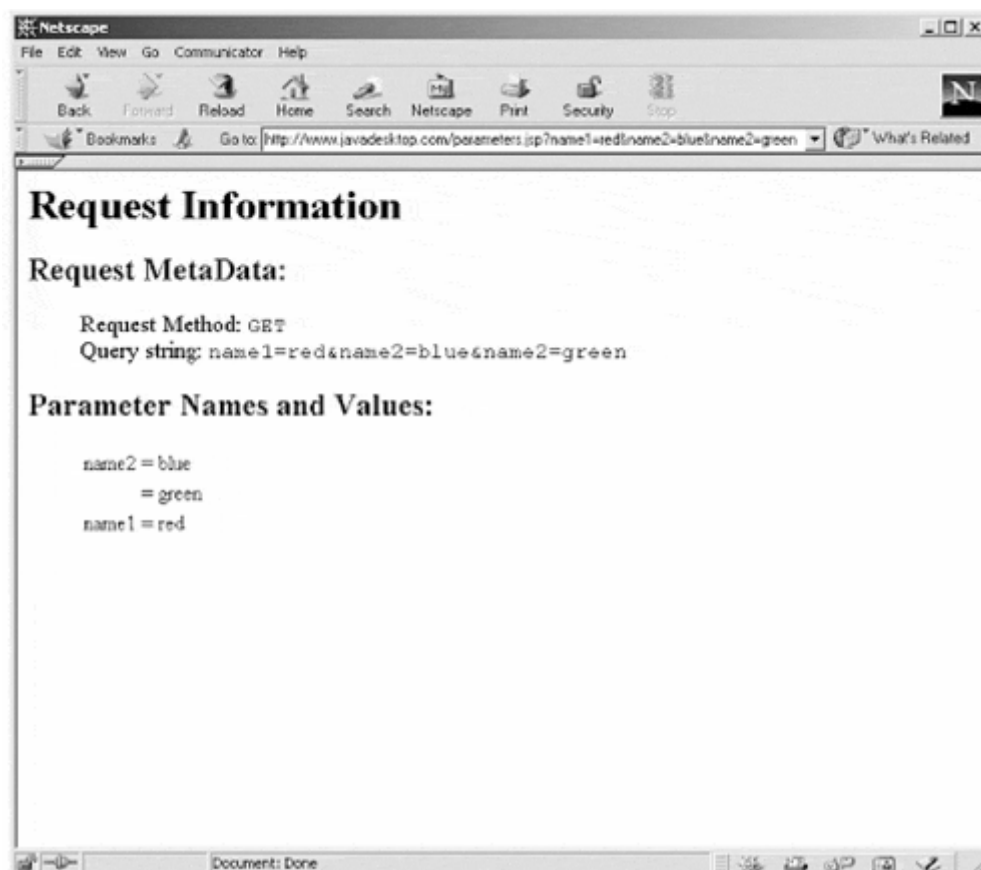 Netscape
File Edit View Go Communicator Help
Back Forward Reload Home Search Netscape Print Security Stop
My
N
Bookmarks Go to: http://www.javadesktop.com/parameters.jsp?name1=red&name2=blue&name2=green What's Related
Request Information
Request MetaData:
Request Method: GET
Query string: name1=red&name2=blue&name2=green
Parameter Names and Values:
name2 = blue
= green
name1 = red
Document: Done